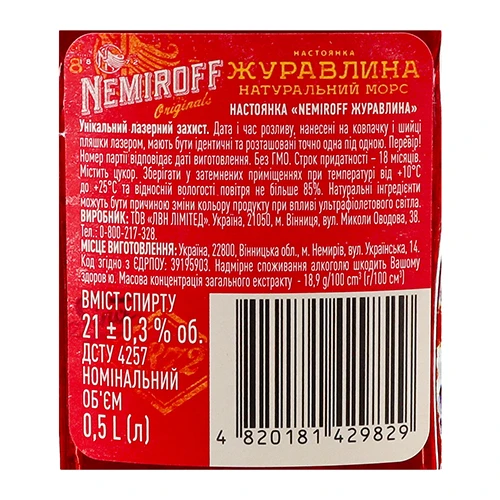 18 72
NEMIROFF
Originals
НАСТОЯНКА
ЖУРАВЛИНА
НАТУРАЛЬНИЙ МОРС
НАСТОЯНКА «NEMIROFF ЖУРАВЛИНА»
Унікальний лазерний захист. Дата і час розливу, нанесені на ковпачку і шийці
пляшки лазером, мають бути ідентичні та розташовані точно одна під одною. Перевір!
Номер партії відповідає даті виготовлення. Без ГМО. Строк придатності – 18 місяців.
Містить цукор. Зберігати у затемнених приміщеннях при температурі від +10°С
до +25°С та відносній вологості повітря не більше 85%. Натуральні інгредієнти
можуть бути причиною зміни кольору продукту при впливі ультрафіолетового світла.
ВИРОБНИК: ТОВ «ЛВН ЛІМІТЕД». Україна, 21050, м. Вінниця, вул. Миколи Оводова, 38.
Тел.: 0-800-217-328.
МІСЦЕ ВИГОТОВЛЕННЯ: Україна, 22800, Вінницька обл., м. Немирів, вул. Українська, 14.
Код згідно з ЄДРПОУ: 39195903. Надмірне споживання алкоголю шкодить Вашому
здоров'ю. Масова концентрація загального екстракту - 18,9 g/100 cm³ (г/100 см³)
ВМІСТ СПИРТУ
21 ± 0,3 % об.
ДСТУ 4257
НОМІНАЛЬНИЙ
ОБ'ЄМ
0,5 L (л)
4 820181 429829